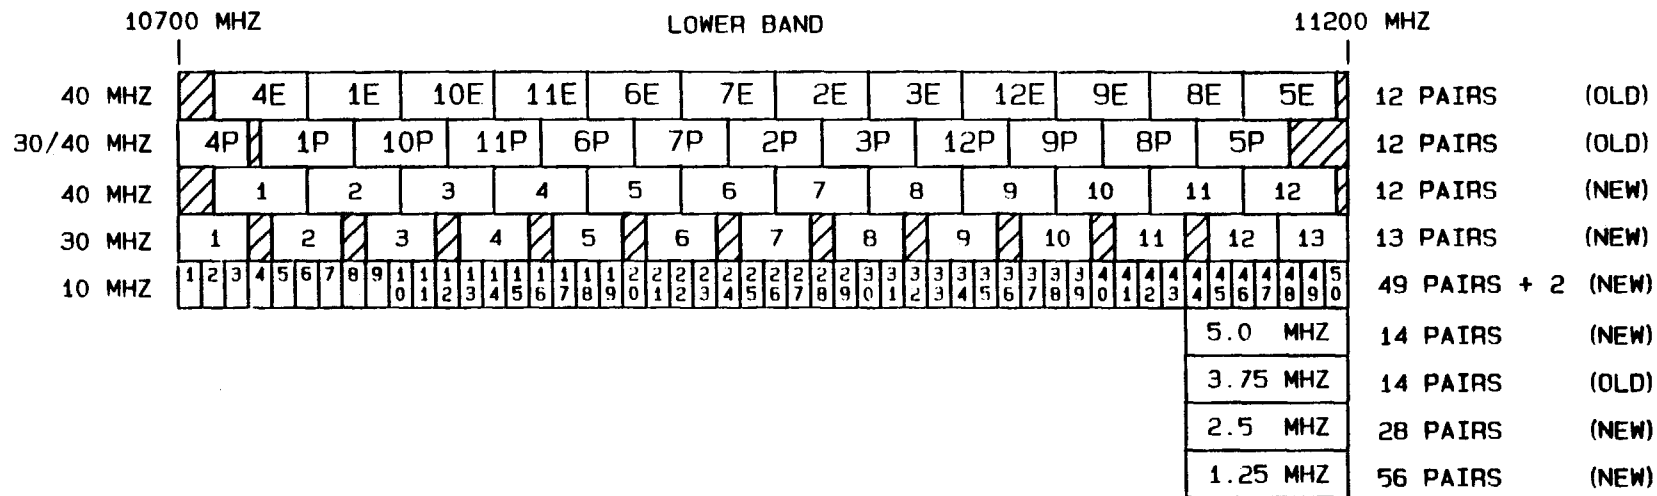 10700 MHZ LOWER BAND 11200 MHZ
40 MHZ 4E 1E 10E 11E 6E 7E 2E 3E 12E 9E 8E 5E 12 PAIRS (OLD)
30/40 MHZ 4P 1P 10P 11P 6P 7P 2P 3P 12P 9P 8P 5P 12 PAIRS (OLD)
40 MHZ 1 2 3 4 5 6 7 8 9 10 11 12 12 PAIRS (NEW)
30 MHZ 1 2 3 4 5 6 7 8 9 10 11 12 13 13 PAIRS (NEW)
10 MHZ 1 2 3 4 5 6 7 8 9 10 11 12 13 14 15 16 17 18 19 20 21 22 23 24 25 26 27 28 29 30 31 32 33 34 35 36 37 38 39 40 41 42 43 44 45 46 47 48 49 50 49 PAIRS + 2 (NEW)
5.0 MHZ 14 PAIRS (NEW)
3.75 MHZ 14 PAIRS (OLD)
2.5 MHZ 28 PAIRS (NEW)
1.25 MHZ 56 PAIRS (NEW)